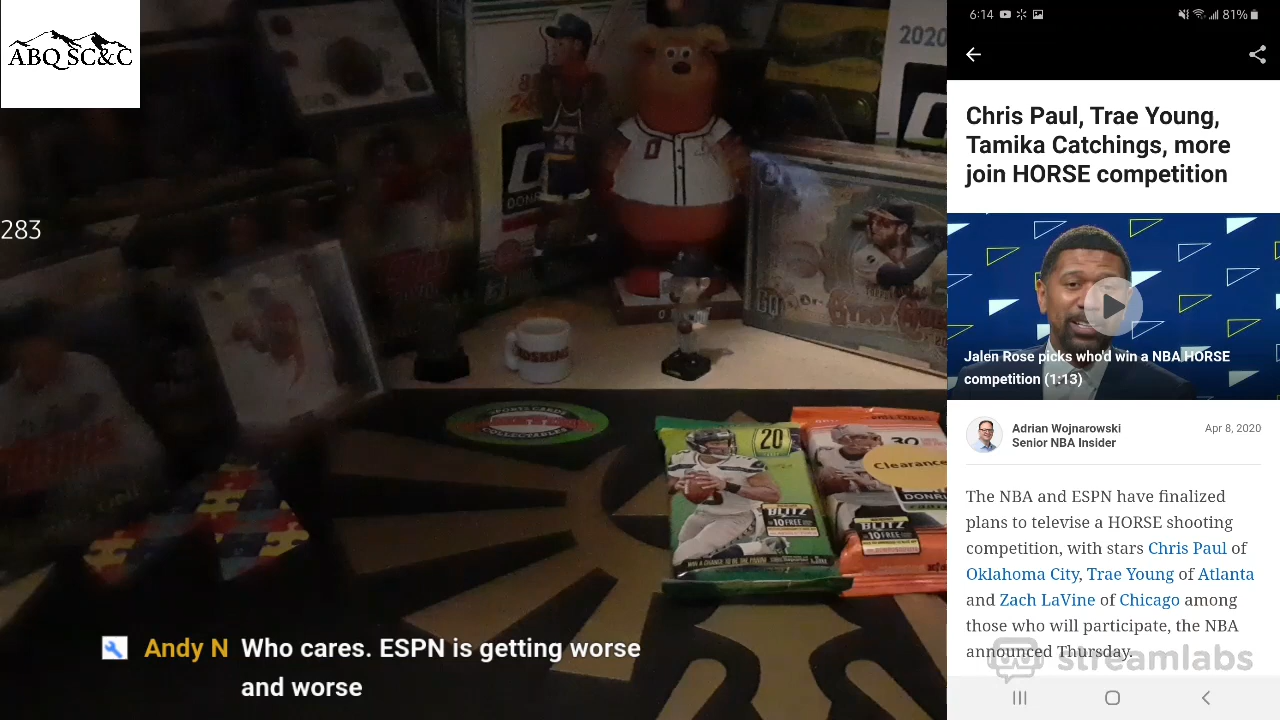 ABQ SC&C
283
2020
34
20
BLITZ
10 FREE
30
Clearance
DONRU
BLITZ
10 FREE
Andy N Who cares. ESPN is getting worse
and worse
6:14
81%
Chris Paul, Trae Young,
Tamika Catchings, more
join HORSE competition
Jalen Rose picks who'd win a NBA HORSE
competition (1:13)
Adrian Wojnarowski
Senior NBA Insider
Apr 8, 2020
The NBA and ESPN have finalized
plans to televise a HORSE shooting
competition, with stars Chris Paul of
Oklahoma City, Trae Young of Atlanta
and Zach LaVine of Chicago among
those who will participate, the NBA
announced Thursday.
streamlabs